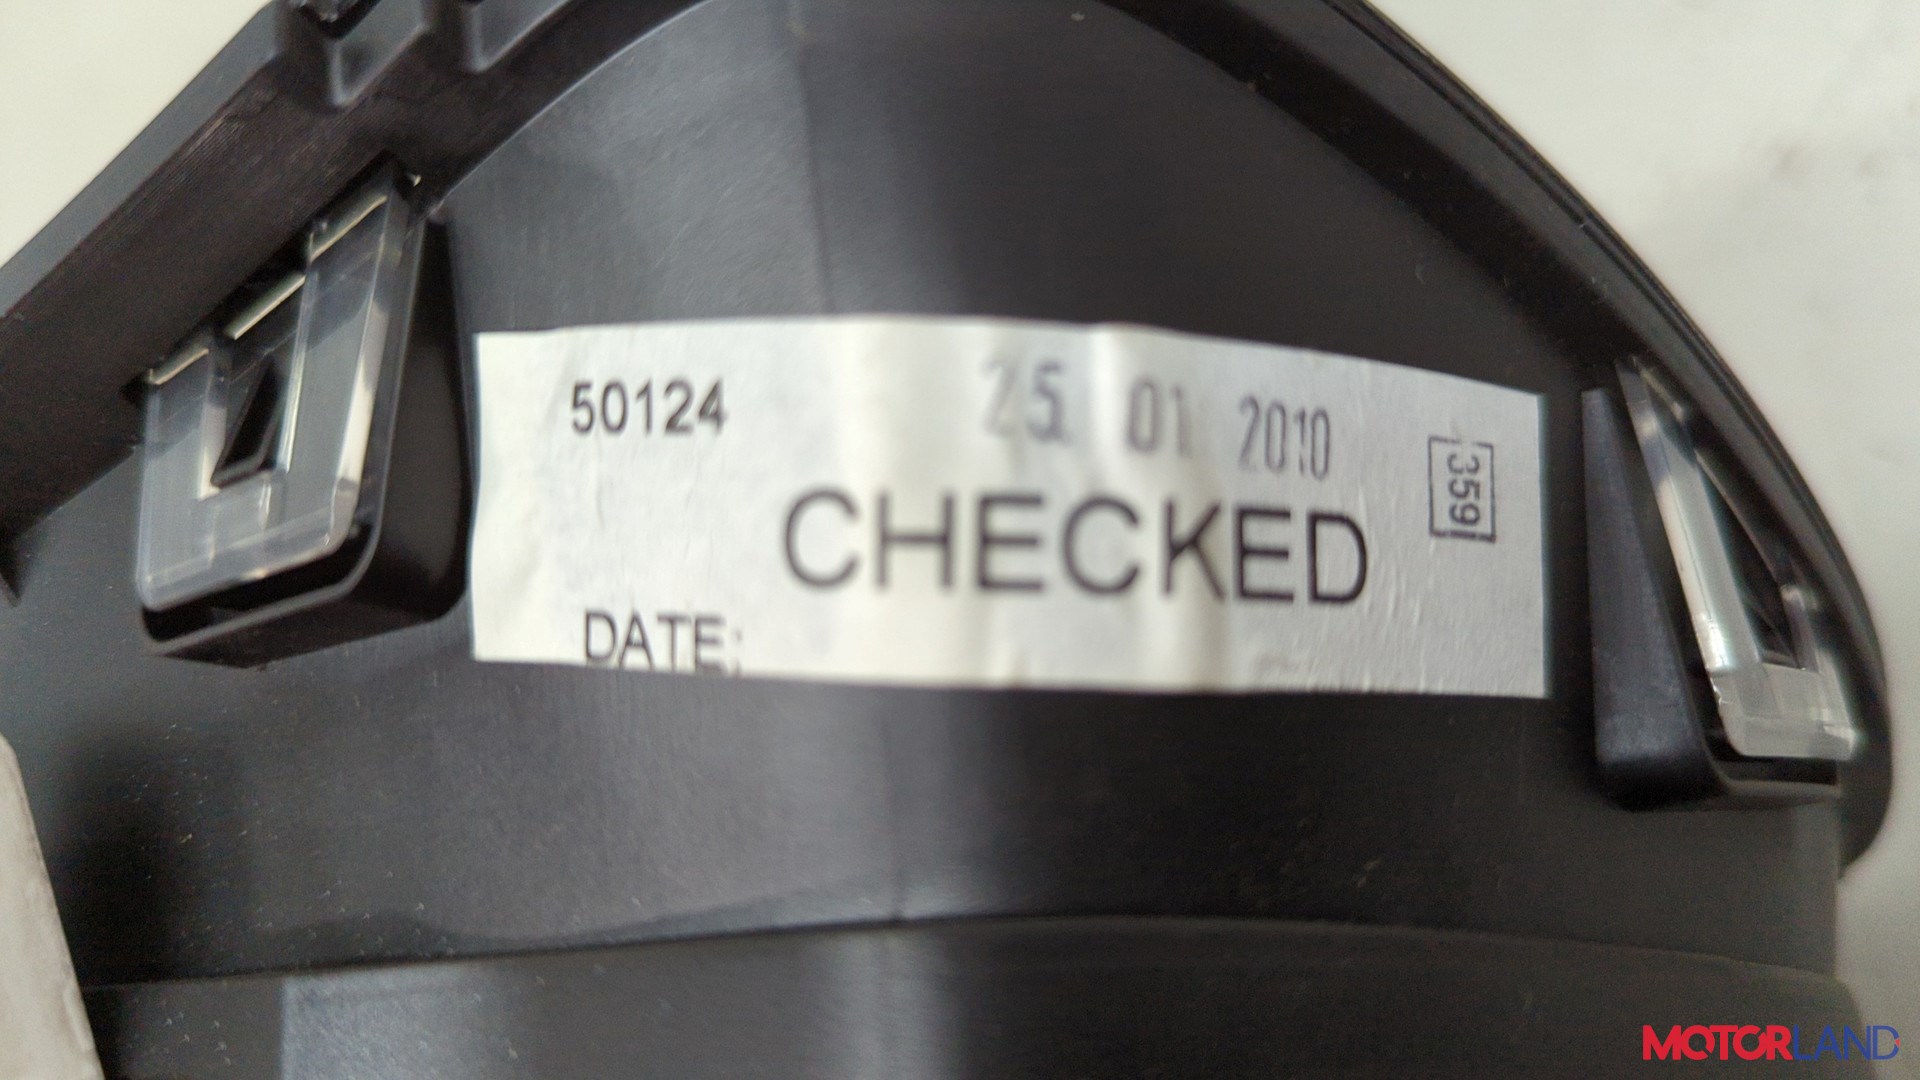 50124 25. 01 2010
CHECKED
359
DATE:
MOTORLAND